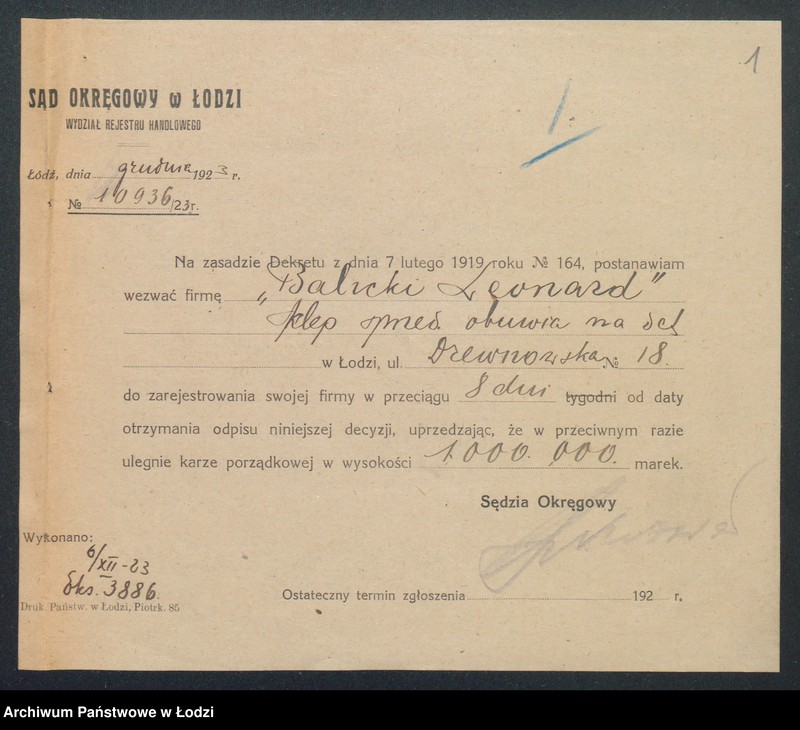 1
1.
SĄD OKRĘGOWY w ŁODZI
WYDZIAŁ REJESTRU HANDLOWEGO
Łódź, dnia grudnia 1923 r.
№ 10936/23r.
Na zasadzie Dekretu z dnia 7 lutego 1919 roku № 164, postanawiam
wezwać firmę „Balicki Leonard"
sklep sprzed. obuwia na det
w Łodzi, ul. Drewnowska № 18.
do zarejestrowania swojej firmy w przeciągu 8 dni tygodni od daty
otrzymania odpisu niniejszej decyzji, uprzedzając, że w przeciwnym razie
ulegnie karze porządkowej w wysokości 1.000.000. marek.
Sędzia Okręgowy
Wykonano:
6/XII-23
3886.
Ostateczny termin zgłoszenia 192 r.
Druk. Państw. w Łodzi, Piotrk. 85
Archiwum Państwowe w Łodzi